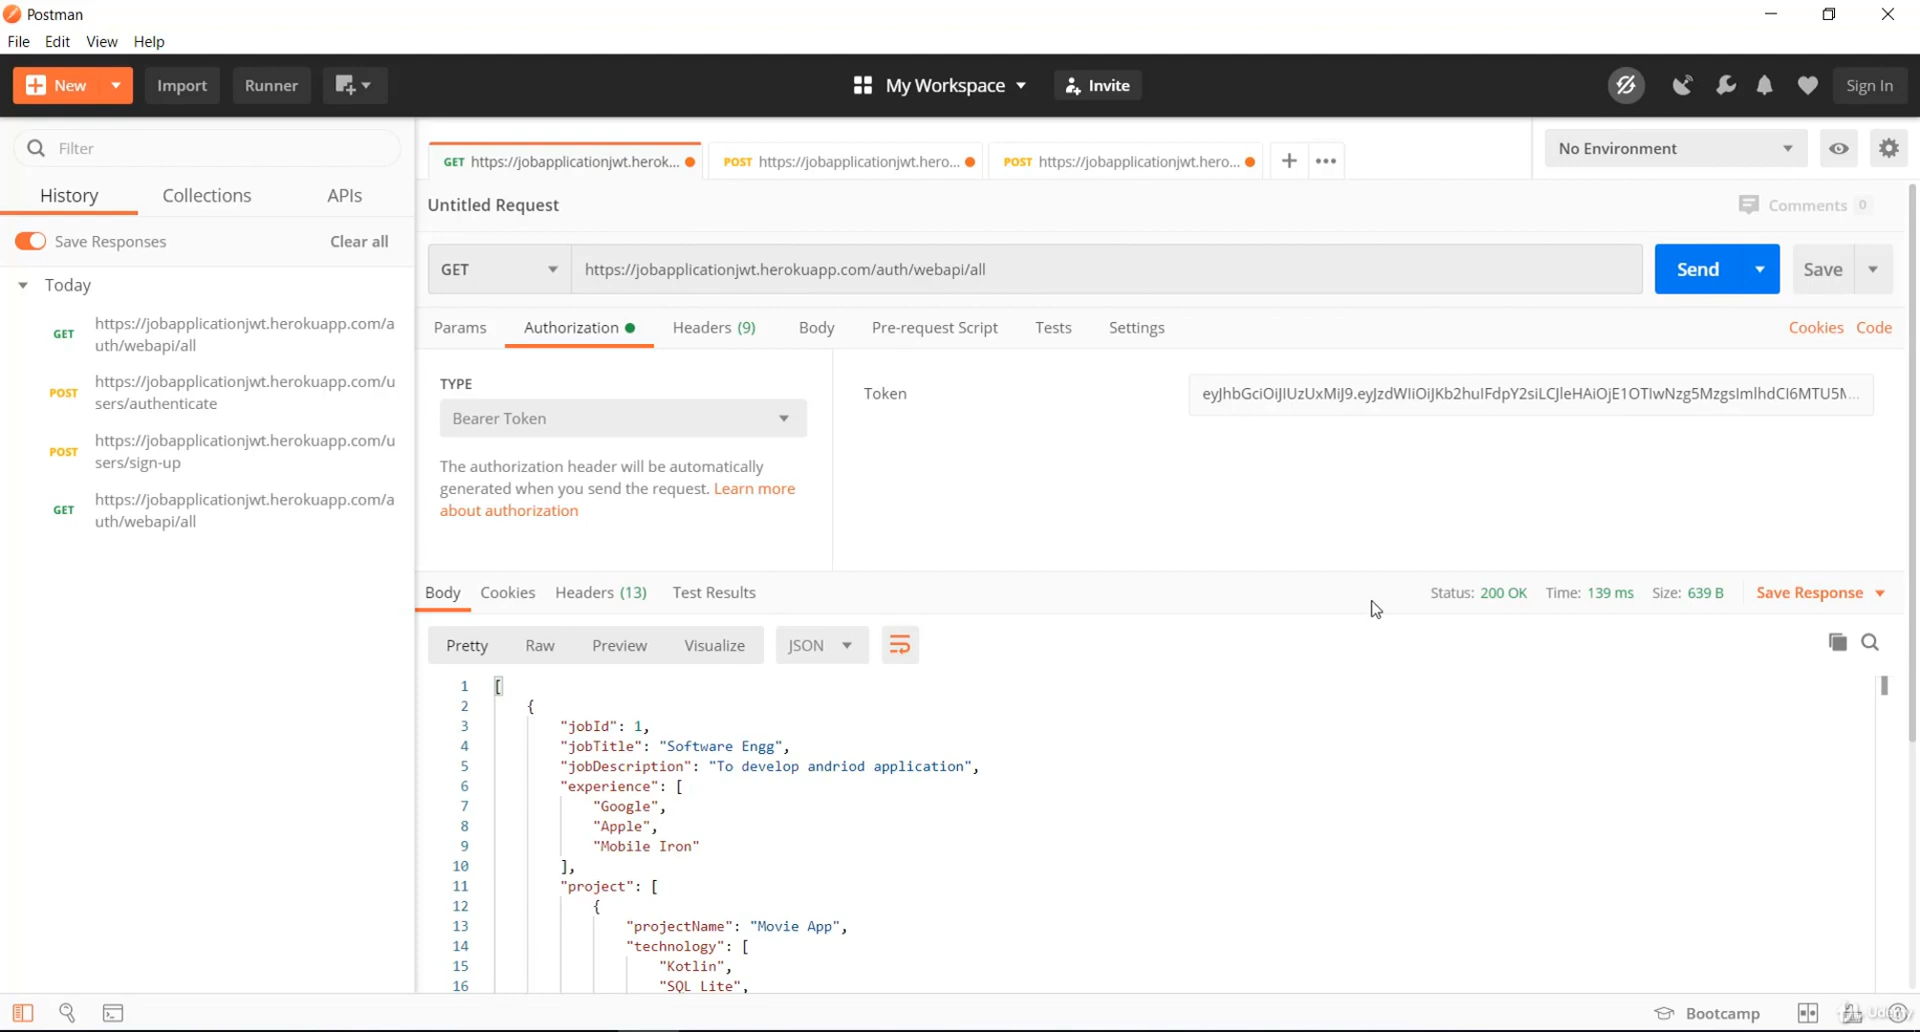 Postman
File Edit View Help
New Import Runner My Workspace Invite Sign In
Filter
History Collections APIs
Save Responses Clear all
Today
GET https://jobapplicationjwt.herokuapp.com/a
uth/webapi/all
POST https://jobapplicationjwt.herokuapp.com/u
sers/authenticate
POST https://jobapplicationjwt.herokuapp.com/u
sers/sign-up
GET https://jobapplicationjwt.herokuapp.com/a
uth/webapi/all
GET https://jobapplicationjwt.herok... POST https://jobapplicationjwt.hero... POST https://jobapplicationjwt.hero... No Environment
Untitled Request Comments 0
GET https://jobapplicationjwt.herokuapp.com/auth/webapi/all Send Save
Params Authorization Headers (9) Body Pre-request Script Tests Settings Cookies Code
TYPE
Bearer Token
The authorization header will be automatically
generated when you send the request. Learn more
about authorization
Token
Body Cookies Headers (13) Test Results Status: 200 OK Time: 139 ms Size: 639 B Save Response
Pretty Raw Preview Visualize JSON
1 [
2 {
3 "jobId": 1,
4 "jobTitle": "Software Engg",
5 "jobDescription": "To develop andriod application",
6 "experience": [
7 "Google",
8 "Apple",
9 "Mobile Iron"
10 ],
11 "project": [
12 {
13 "projectName": "Movie App",
14 "technology": [
15 "Kotlin",
16 "SQL Lite",
Bootcamp